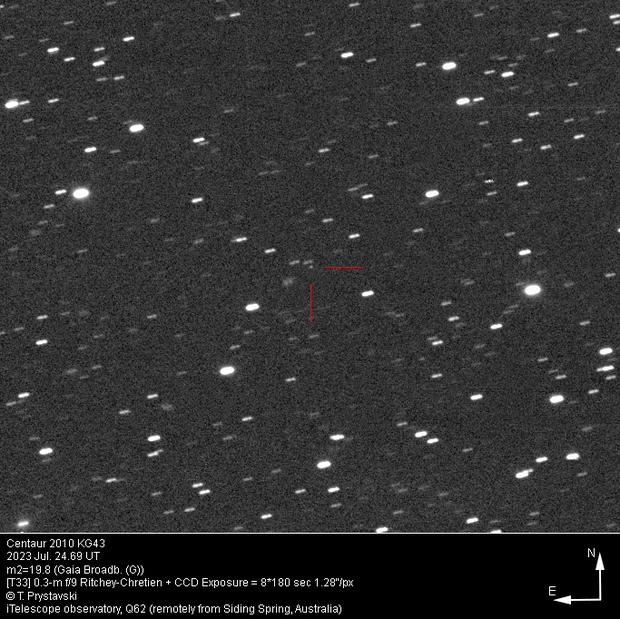 Centaur 2010 KG43
2023 Jul. 24.69 UT
m2=19.8 (Gaia Broadb. (G))
[T33] 0.3-m f/9 Ritchey-Chretien + CCD Exposure = 8*180 sec 1.28"/px
© T. Prystavski
iTelescope observatory, Q62 (remotely from Siding Spring, Australia)
N
E